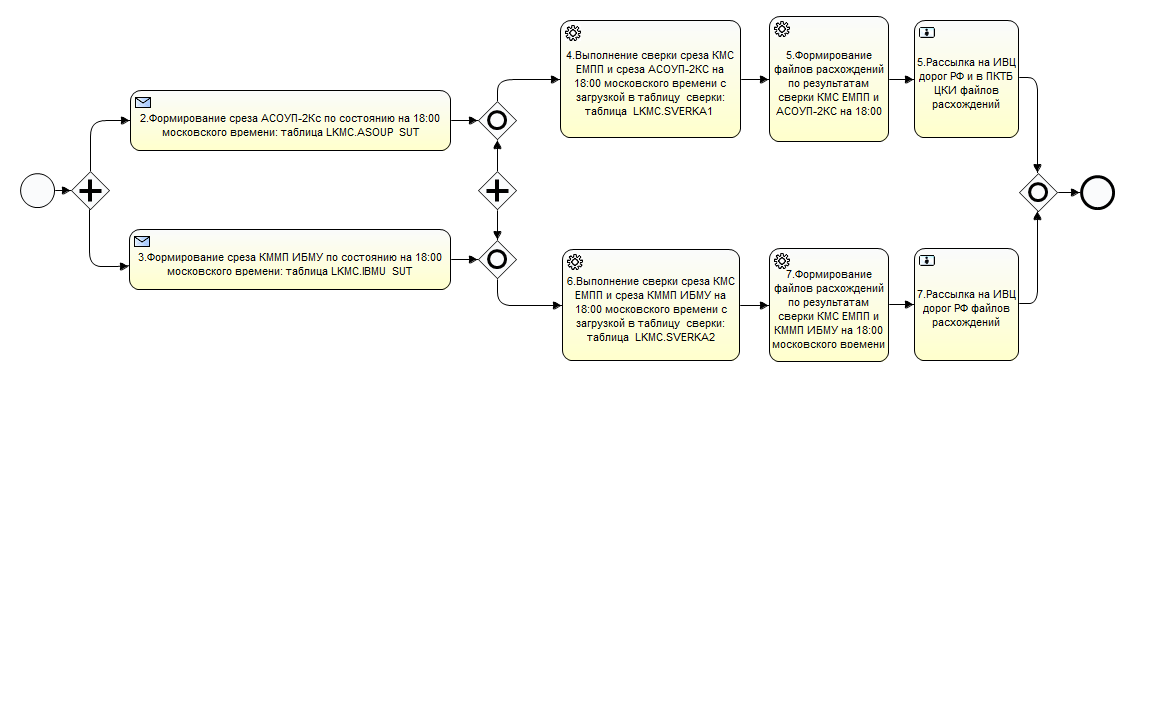 2.Формирование среза АСОУП-2Кс по состоянию на 18:00
московского времени: таблица LKMC.ASOUP_SUT
3.Формирование среза КММП ИБМУ по состоянию на 18:00
московского времени: таблица LKMC.IBMU_SUT
4.Выполнение сверки среза КМС
ЕМПП и среза АСОУП-2КС на
18:00 московского времени с
загрузкой в таблицу сверки:
таблица LKMC.SVERKA1
5.Формирование
файлов расхождений
по результатам
сверки КМС ЕМПП и
АСОУП-2КС на 18:00
5.Рассылка на ИВЦ
дорог РФ и в ПКТБ
ЦКИ файлов
расхождений
6.Выполнение сверки среза КМС
ЕМПП и среза КММП ИБМУ на
18:00 московского времени с
загрузкой в таблицу сверки:
таблица LKMC.SVERKA2
7.Формирование
файлов расхождений
по результатам
сверки КМС ЕМПП и
КММП ИБМУ на 18:00
московского времени
7.Рассылка на ИВЦ
дорог РФ файлов
расхождений